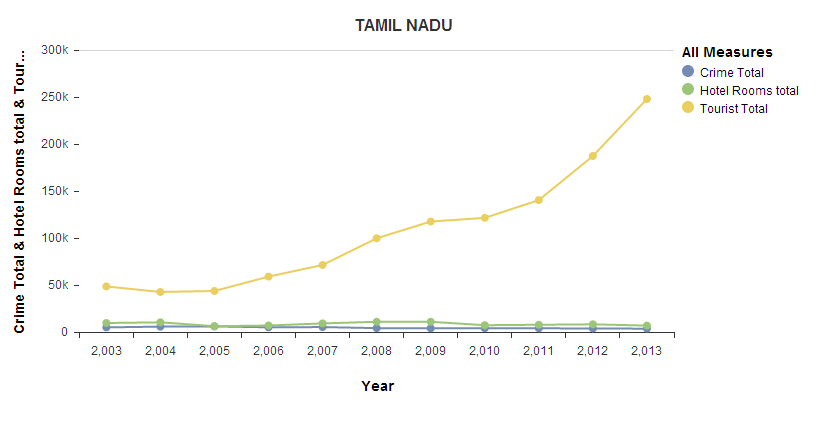 TAMIL NADU
300k
250k
200k
150k
100k
50k
0
Crime Total & Hotel Rooms total & Tour...
2,003 2,004 2,005 2,006 2,007 2,008 2,009 2,010 2,011 2,012 2,013
Year
All Measures
Crime Total
Hotel Rooms total
Tourist Total